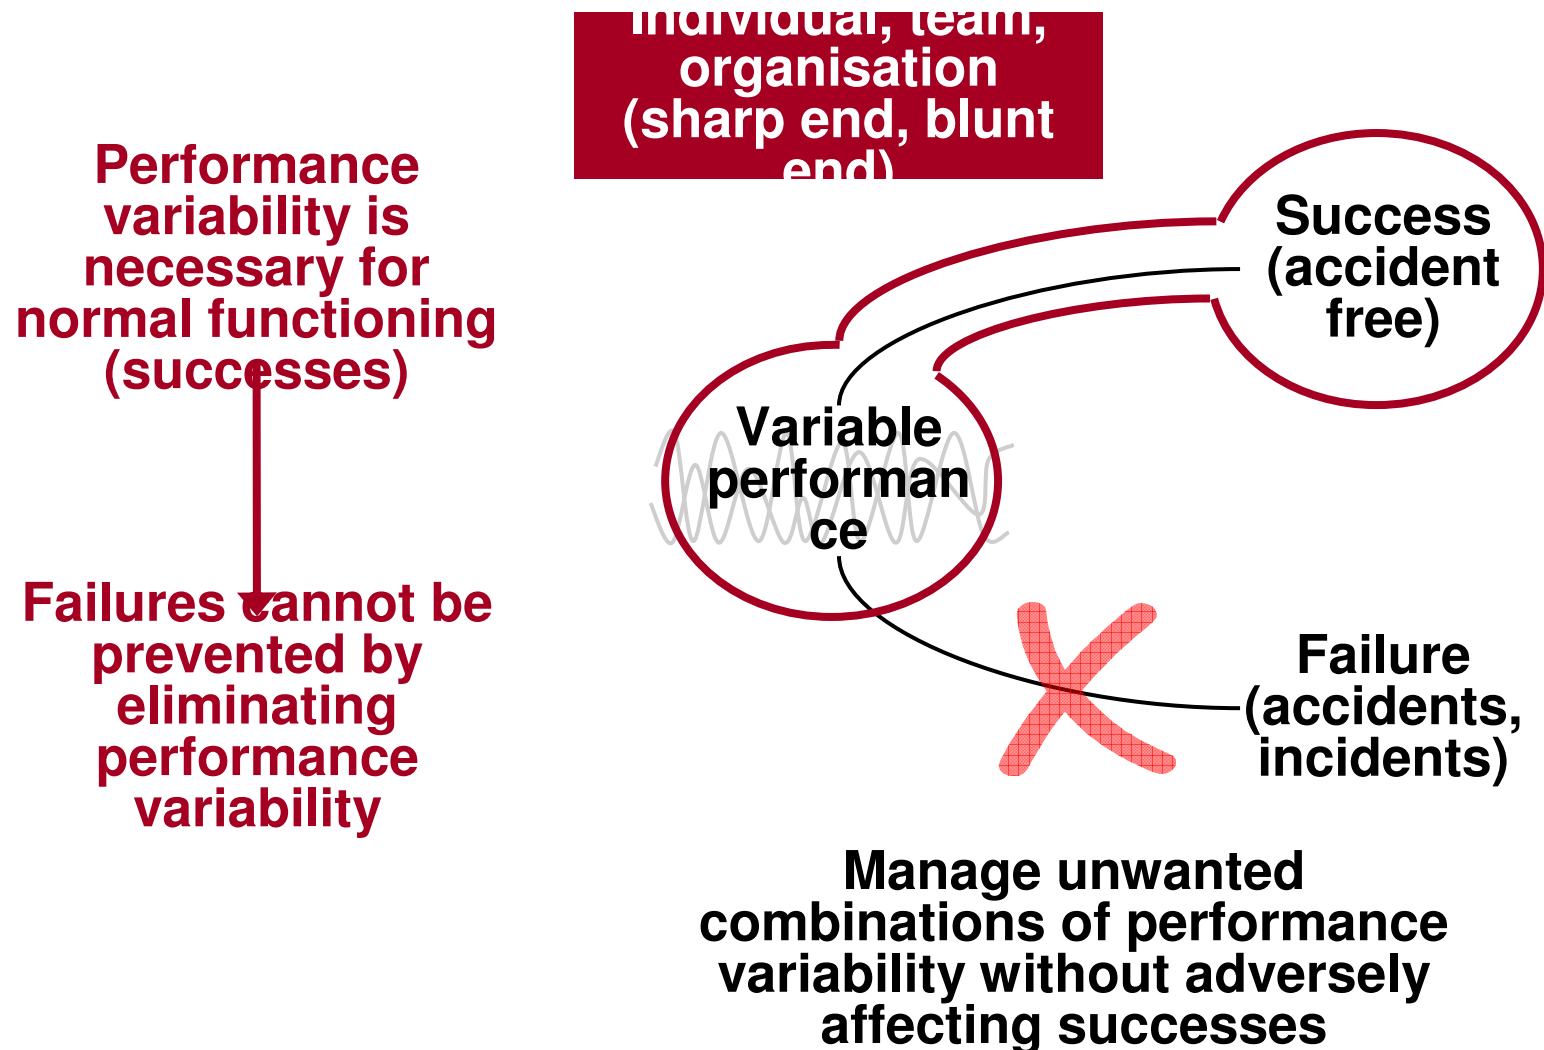 Individual, team,
organisation
(sharp end, blunt
end)
Performance
variability is
necessary for
normal functioning
(successes)
Success
(accident
free)
Variable
performan
ce
Failures cannot be
prevented by
eliminating
performance
variability
Failure
(accidents,
incidents)
Manage unwanted
combinations of performance
variability without adversely
affecting successes